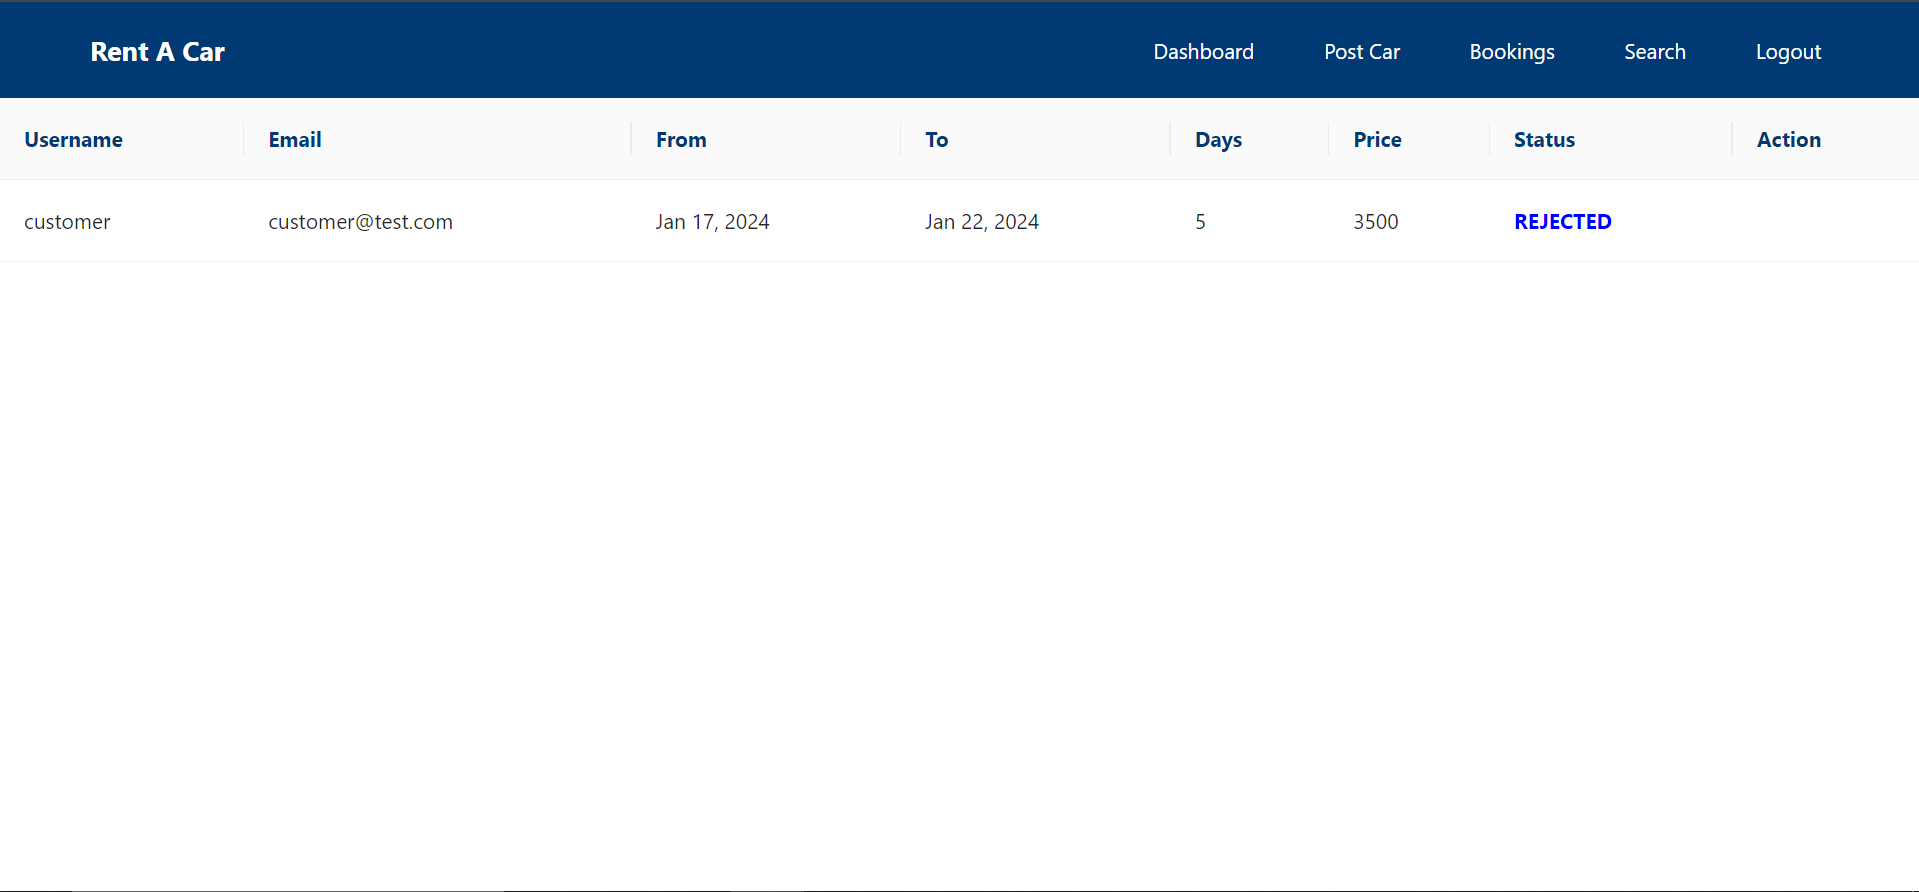 Rent A Car Dashboard Post Car Bookings Search Logout
Username Email From To Days Price Status Action
customer customer@test.com Jan 17, 2024 Jan 22, 2024 5 3500 REJECTED